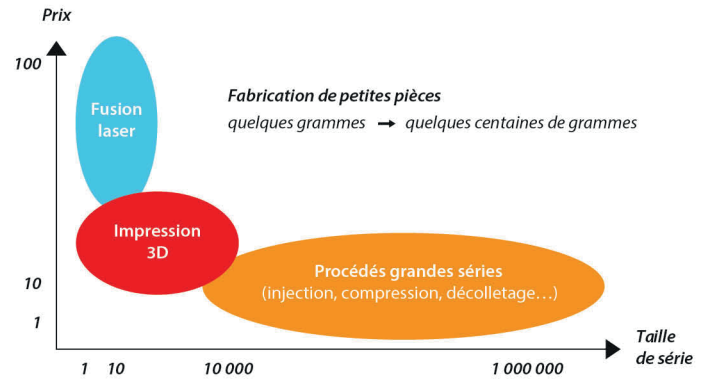 Prix
100
Fusion
laser
Fabrication de petites pièces
quelques grammes → quelques centaines de grammes
Impression
3D
Procédés grandes séries
(injection, compression, décolletage…)
10
1
Taille
de série
1 10 10 000 1 000 000